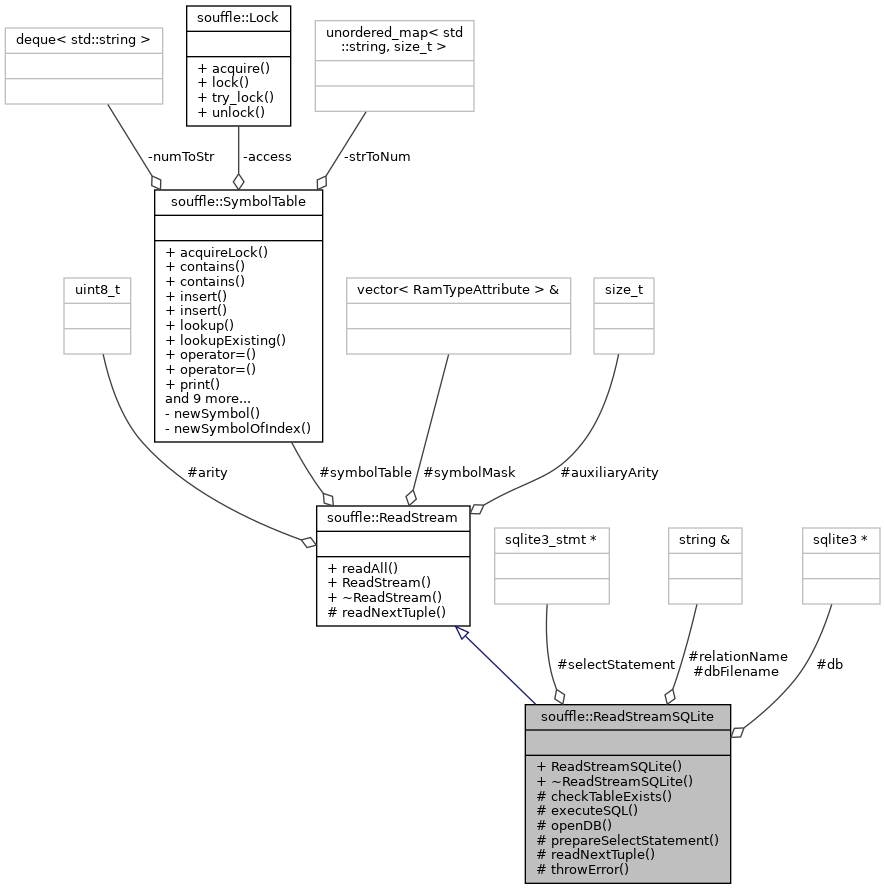 souffle::Lock
+ acquire()
+ lock()
+ try_lock()
+ unlock()
deque< std::string >
unordered_map< std
::string, size_t >
-numToStr
-access
-strToNum
souffle::SymbolTable
+ acquireLock()
+ contains()
+ contains()
+ insert()
+ insert()
+ lookup()
+ lookupExisting()
+ operator=()
+ operator=()
+ print()
and 9 more...
- newSymbol()
- newSymbolOfIndex()
uint8_t
vector< RamTypeAttribute > &
size_t
#arity
#symbolTable
#symbolMask
#auxiliaryArity
souffle::ReadStream
+ readAll()
+ ReadStream()
+ ~ReadStream()
# readNextTuple()
sqlite3_stmt *
string &
sqlite3 *
#selectStatement
#relationName
#dbFilename
#db
souffle::ReadStreamSQLite
+ ReadStreamSQLite()
+ ~ReadStreamSQLite()
# checkTableExists()
# executeSQL()
# openDB()
# prepareSelectStatement()
# readNextTuple()
# throwError()